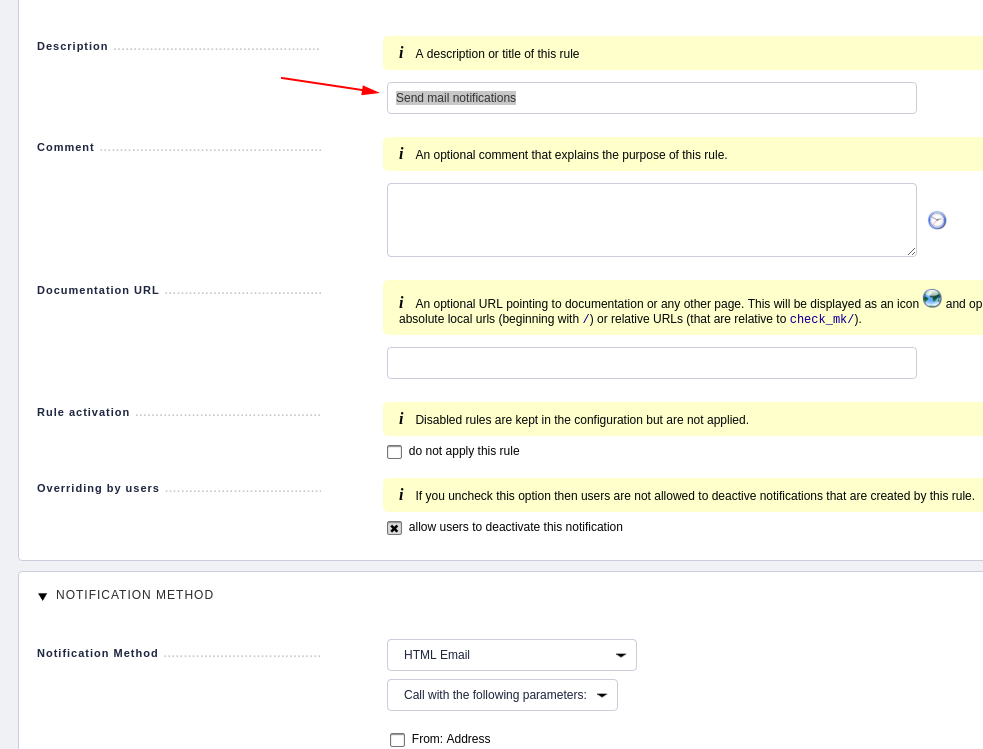 Description
i A description or title of this rule
Send mail notifications
Comment
i An optional comment that explains the purpose of this rule.
Documentation URL
i An optional URL pointing to documentation or any other page. This will be displayed as an icon and op
absolute local urls (beginning with /) or relative URLs (that are relative to check_mk/).
Rule activation
i Disabled rules are kept in the configuration but are not applied.
do not apply this rule
Overriding by users
i If you uncheck this option then users are not allowed to deactive notifications that are created by this rule.
allow users to deactivate this notification
NOTIFICATION METHOD
Notification Method
HTML Email
Call with the following parameters:
From: Address